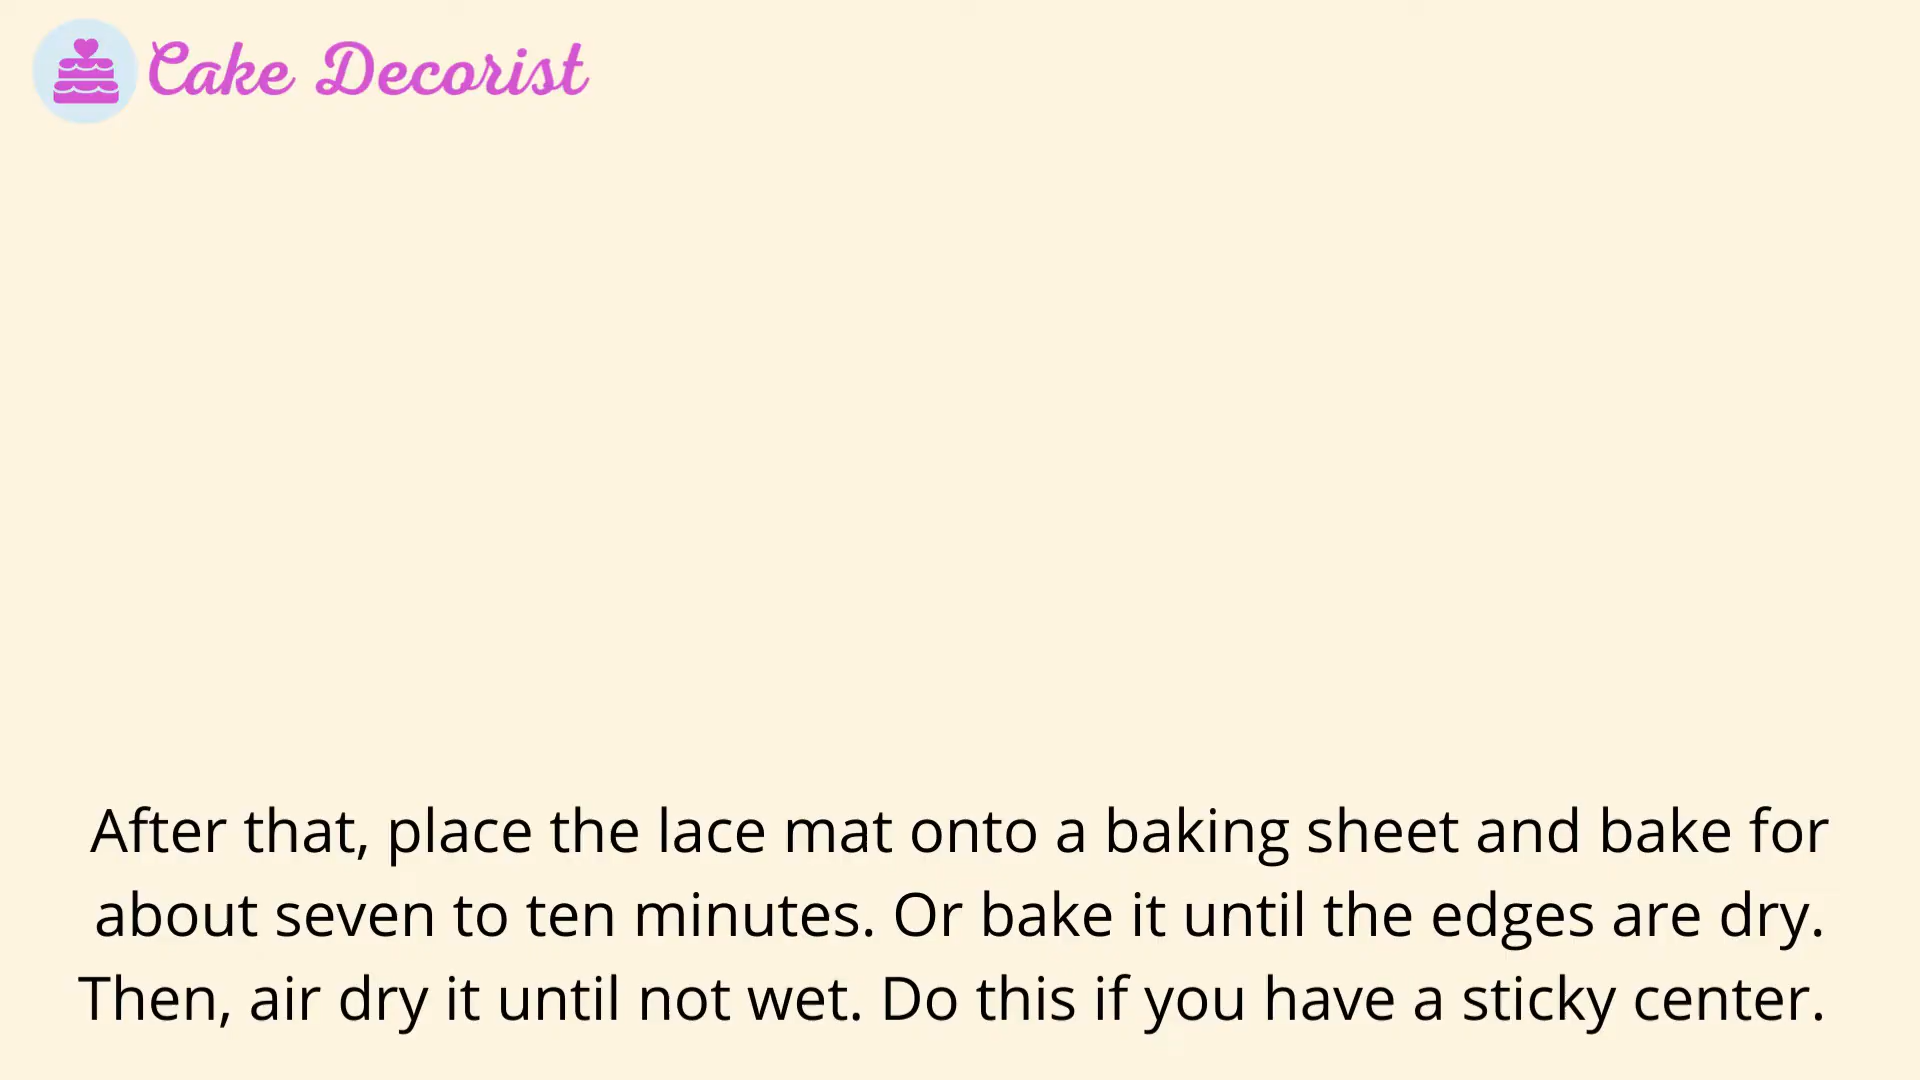 Cake Decorist
After that, place the lace mat onto a baking sheet and bake for
about seven to ten minutes. Or bake it until the edges are dry.
Then, air dry it until not wet. Do this if you have a sticky center.